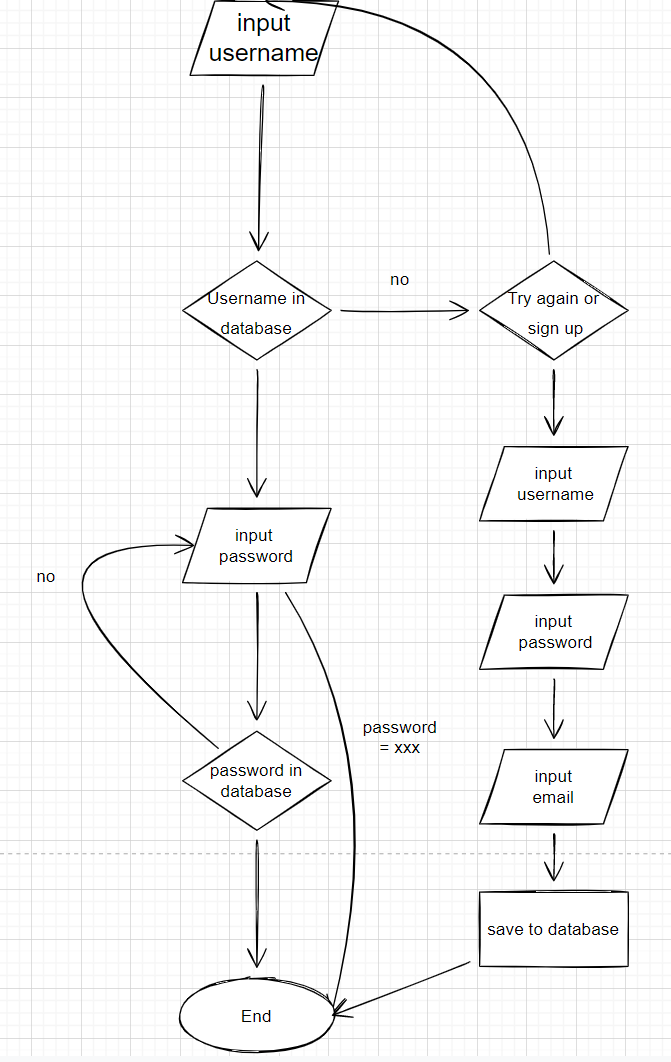 input
username
no
Username in
database
Try again or
sign up
input
username
input
password
no
input
password
password
= xxx
password in
database
input
email
save to database
End